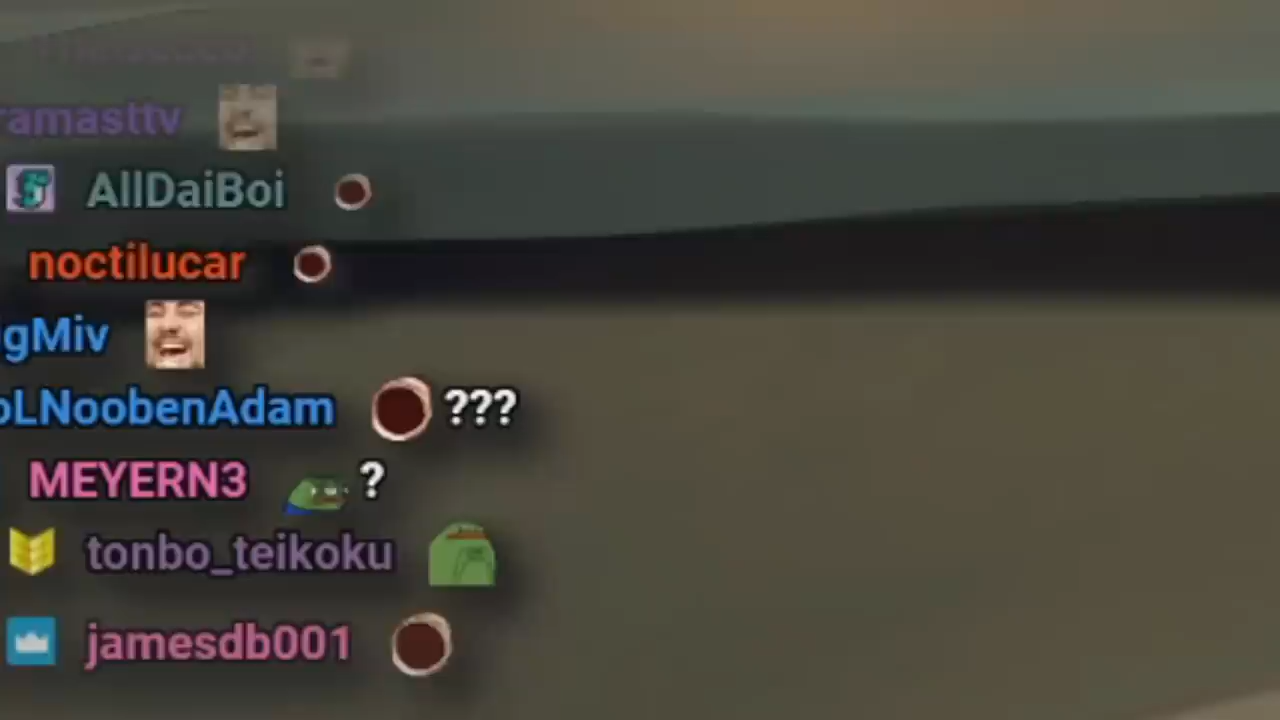 ramasttv
AllDaiBoi
noctilucar
gMiv
oLNoobenAdam ???
MEYERN3 ?
tonbo_teikoku
jamesdb001